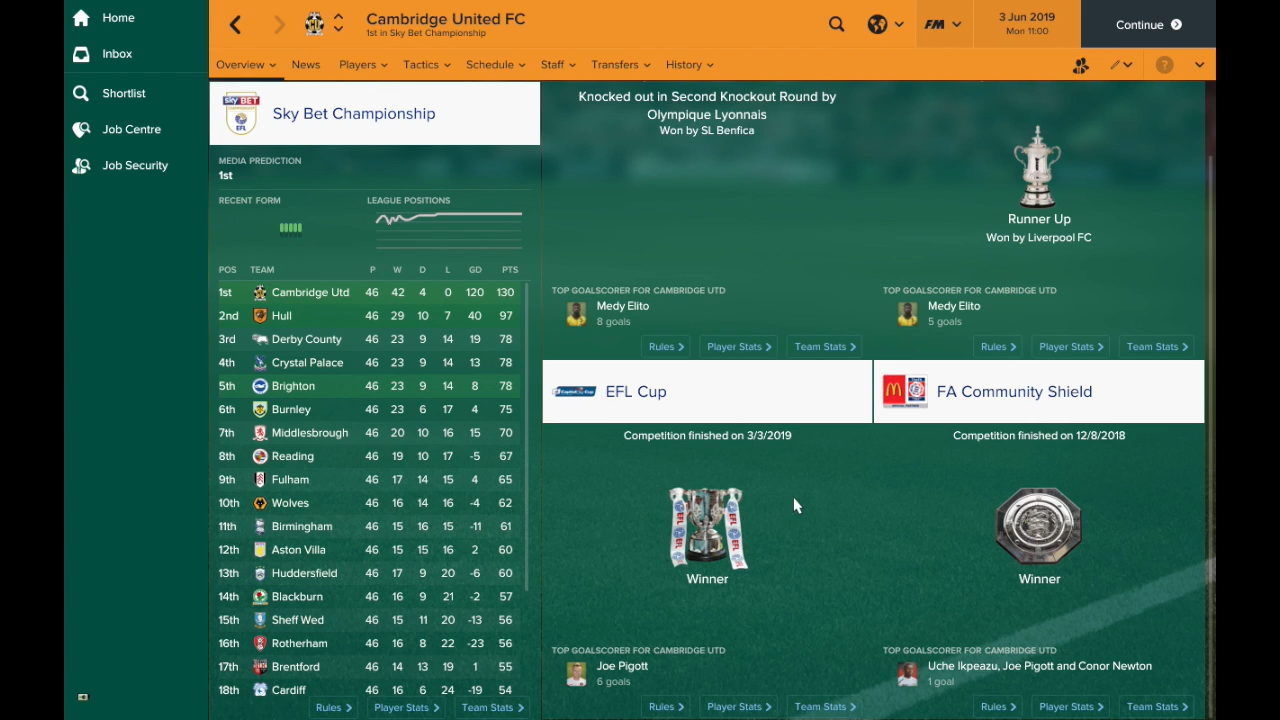 Home
Inbox
Shortlist
Job Centre
Job Security
Cambridge United FC
1st in Sky Bet Championship
FM
3 Jun 2019
Mon 11:00
Continue
Overview
News
Players
Tactics
Schedule
Staff
Transfers
History
?
sky BET
EFL
Sky Bet Championship
MEDIA PREDICTION
1st
RECENT FORM
LEAGUE POSITIONS
POS TEAM P W D L GD PTS
1st Cambridge Utd 46 42 4 0 120 130
2nd Hull 46 29 10 7 40 97
3rd Derby County 46 23 9 14 19 78
4th Crystal Palace 46 23 9 14 13 78
5th Brighton 46 23 9 14 8 78
6th Burnley 46 23 6 17 4 75
7th Middlesbrough 46 20 10 16 15 70
8th Reading 46 19 10 17 -5 67
9th Fulham 46 17 14 15 4 65
10th Wolves 46 16 14 16 -4 62
11th Birmingham 46 15 16 15 -11 61
12th Aston Villa 46 15 15 16 2 60
13th Huddersfield 46 17 9 20 -6 60
14th Blackburn 46 16 9 21 -2 57
15th Sheff Wed 46 15 11 20 -13 56
16th Rotherham 46 16 8 22 -23 56
17th Brentford 46 14 13 19 1 55
18th Cardiff 46 16 6 24 -19 54
Rules
Player Stats
Team Stats
Knocked out in Second Knockout Round by
Olympique Lyonnais
Won by SL Benfica
TOP GOALSCORER FOR CAMBRIDGE UTD
Medy Elito
8 goals
Rules
Player Stats
Team Stats
Runner Up
Won by Liverpool FC
TOP GOALSCORER FOR CAMBRIDGE UTD
Medy Elito
5 goals
Rules
Player Stats
Team Stats
EFL Cup
Competition finished on 3/3/2019
EFL
EFL
Winner
TOP GOALSCORER FOR CAMBRIDGE UTD
Joe Pigott
6 goals
Rules
Player Stats
Team Stats
FA Community Shield
Competition finished on 12/8/2018
Winner
TOP GOALSCORER FOR CAMBRIDGE UTD
Uche Ikpeazu, Joe Pigott and Conor Newton
1 goal
Rules
Player Stats
Team Stats